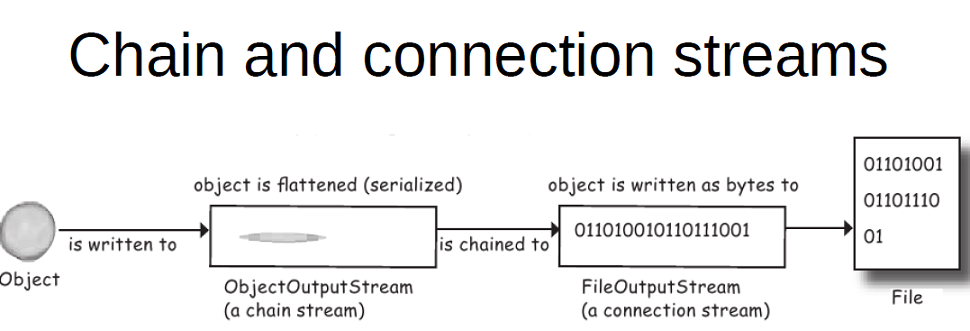 Chain and connection streams
object is flattened (serialized)
object is written as bytes to
01101001
01101110
01
011010010110111001
is written to
is chained to
Object
ObjectOutputStream
(a chain stream)
FileOutputStream
(a connection stream)
File